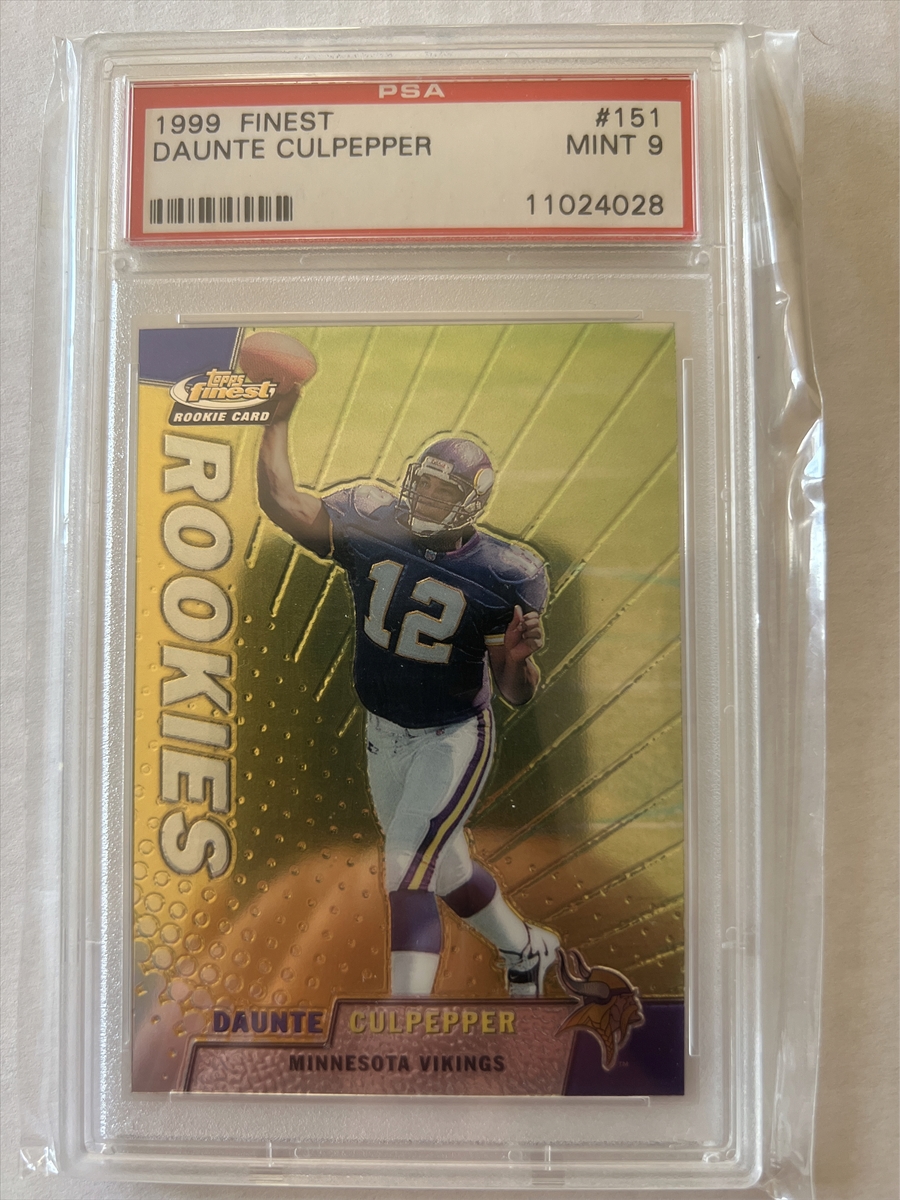 PSA
1999 FINEST #151
DAUNTE CULPEPPER MINT 9
11024028
Topps
finest
ROOKIE CARD
ROOKIES
12
DAUNTE CULPEPPER
MINNESOTA VIKINGS